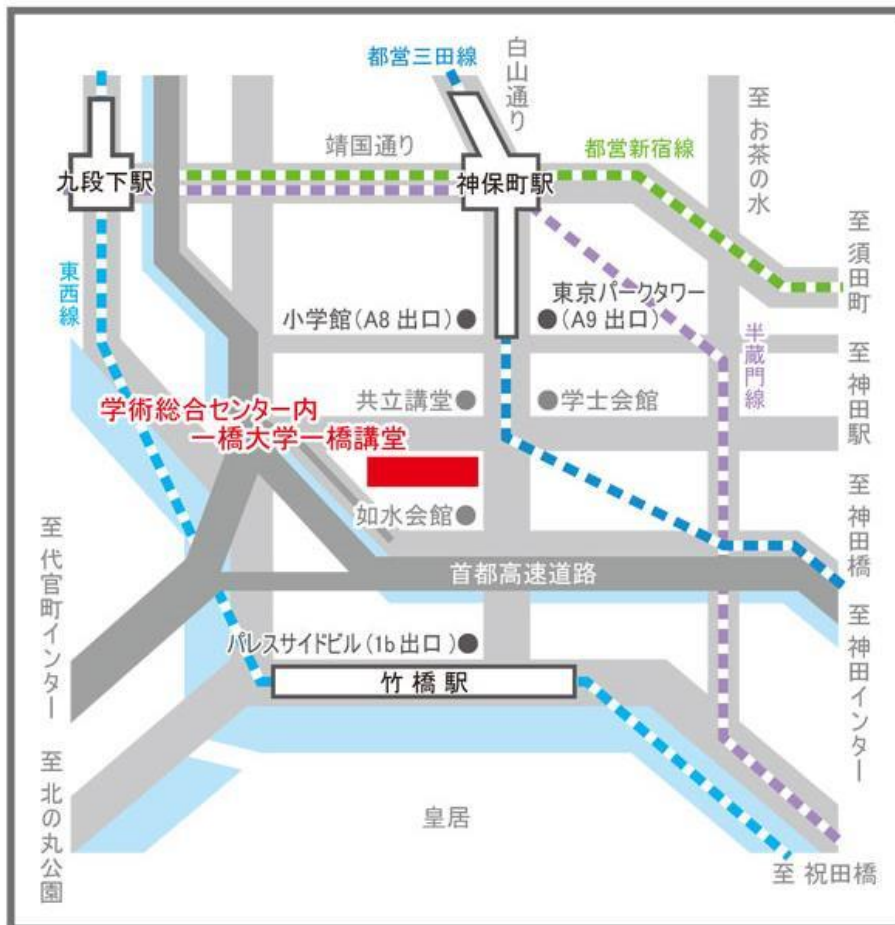 都営三田線
白山通り
靖国通り
都営新宿線
至 お茶の水
九段下駅
神保町駅
至 須田町
東西線
小学館(A8 出口)
東京パークタワー
(A9 出口)
半蔵門線
至 神田駅
共立講堂
学士会館
学術総合センター内
一橋大学一橋講堂
如水会館
至 神田橋
至 代官町インター
首都高速道路
至 神田インター
パレスサイドビル(1b 出口)
竹橋駅
至 北の丸公園
皇居
至 祝田橋